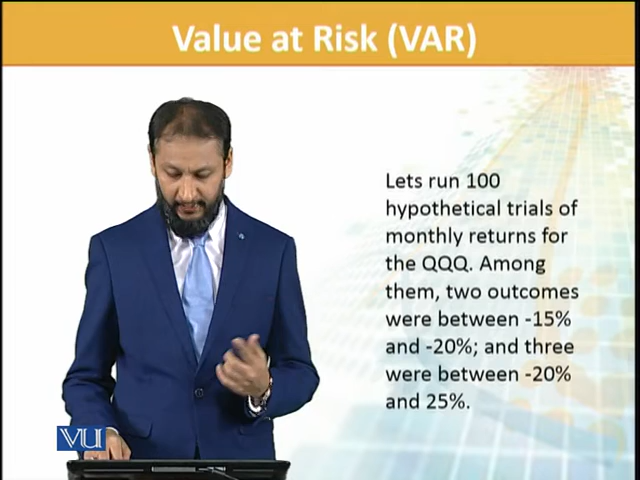 Value at Risk (VAR)
Lets run 100
hypothetical trials of
monthly returns for
the QQQ. Among
them, two outcomes
were between -15%
and -20%; and three
were between -20%
and 25%.
VU